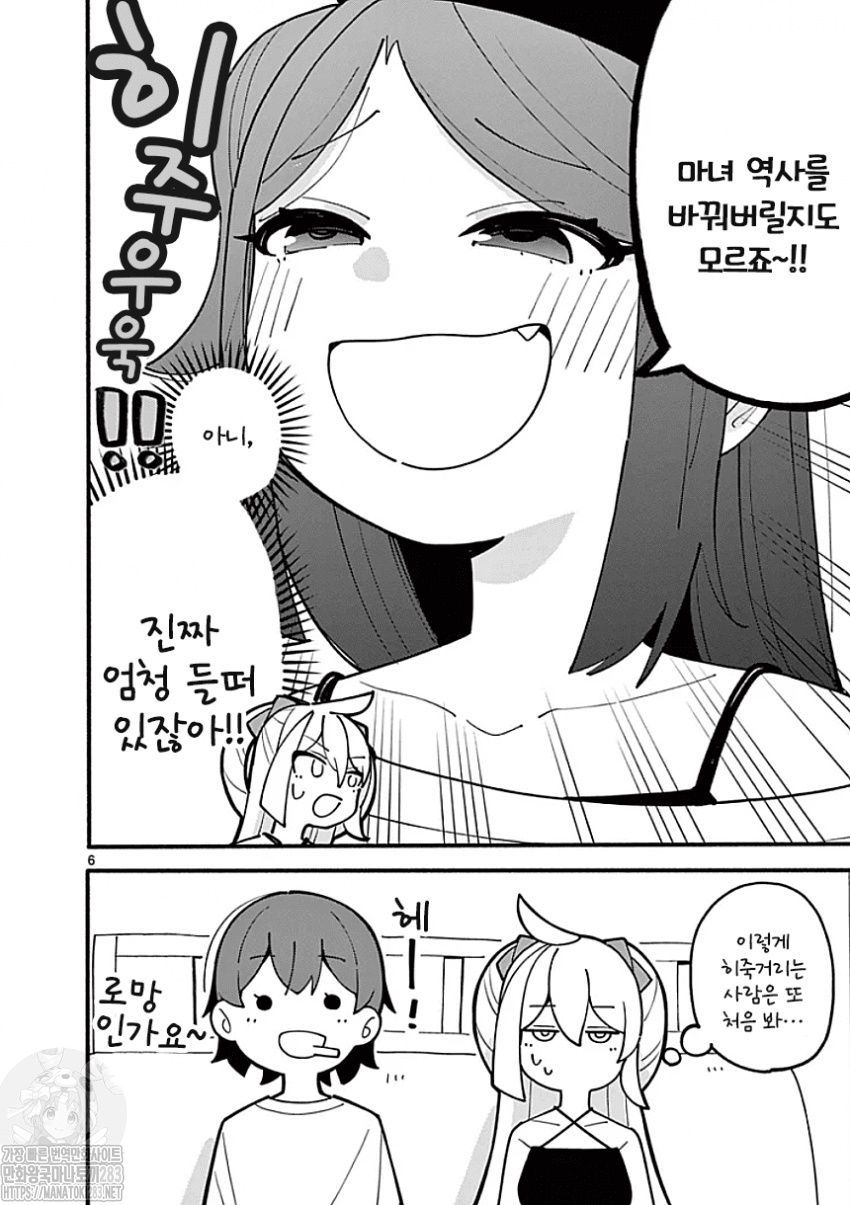 마녀 역사를
바꿔버릴지도
모르죠~!!
히주우욱!!
아니,
진짜
엄청 들떠
있잖아!!
6
이렇게
히죽거리는
사람은 또
처음 봐…
헤ー!
로망
인가요~
가장 빠른 번역만화사이트
만화왕국마나토끼283
HTTPS://MANATOKI283.NET